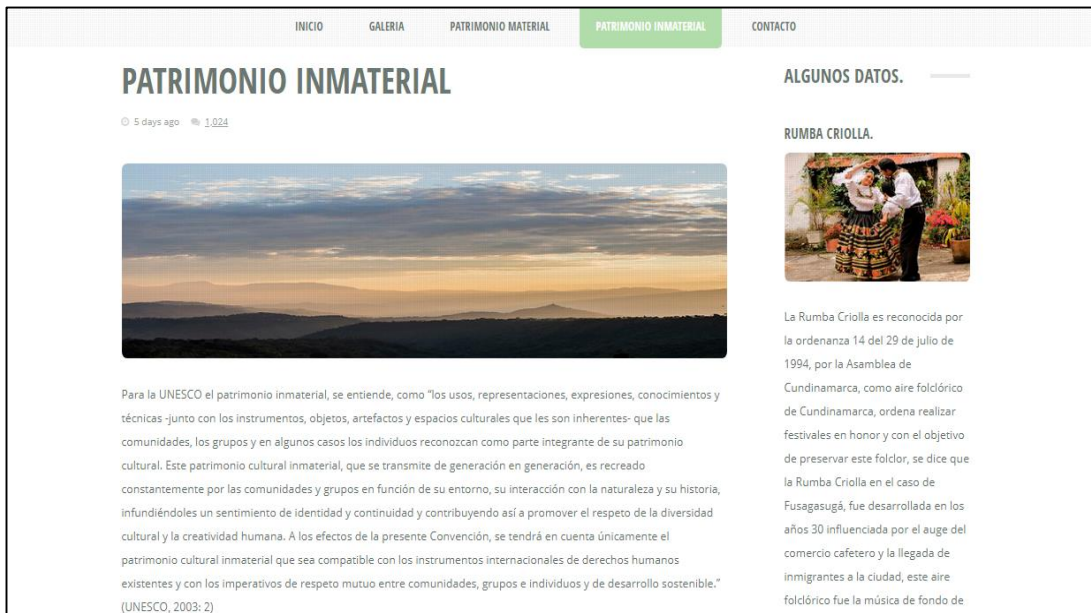 INICIO GALERIA PATRIMONIO MATERIAL PATRIMONIO INMATERIAL CONTACTO
PATRIMONIO INMATERIAL
5 days ago 1,024
Para la UNESCO el patrimonio inmaterial, se entiende, como "los usos, representaciones, expresiones, conocimientos y
técnicas -junto con los instrumentos, objetos, artefactos y espacios culturales que les son inherentes- que las
comunidades, los grupos y en algunos casos los individuos reconozcan como parte integrante de su patrimonio
cultural. Este patrimonio cultural inmaterial, que se transmite de generación en generación, es recreado
constantemente por las comunidades y grupos en función de su entorno, su interacción con la naturaleza y su historia,
infundiéndoles un sentimiento de identidad y continuidad y contribuyendo así a promover el respeto de la diversidad
cultural y la creatividad humana. A los efectos de la presente Convención, se tendrá en cuenta únicamente el
patrimonio cultural inmaterial que sea compatible con los instrumentos internacionales de derechos humanos
existentes y con los imperativos de respeto mutuo entre comunidades, grupos e individuos y de desarrollo sostenible."
(UNESCO, 2003: 2)
ALGUNOS DATOS.
RUMBA CRIOLLA.
La Rumba Criolla es reconocida por
la ordenanza 14 del 29 de julio de
1994, por la Asamblea de
Cundinamarca, como aire folclórico
de Cundinamarca, ordena realizar
festivales en honor y con el objetivo
de preservar este folclor, se dice que
la Rumba Criolla en el caso de
Fusagasugá, fue desarrollada en los
años 30 influenciada por el auge del
comercio cafetero y la llegada de
inmigrantes a la ciudad, este aire
folclórico fue la música de fondo de